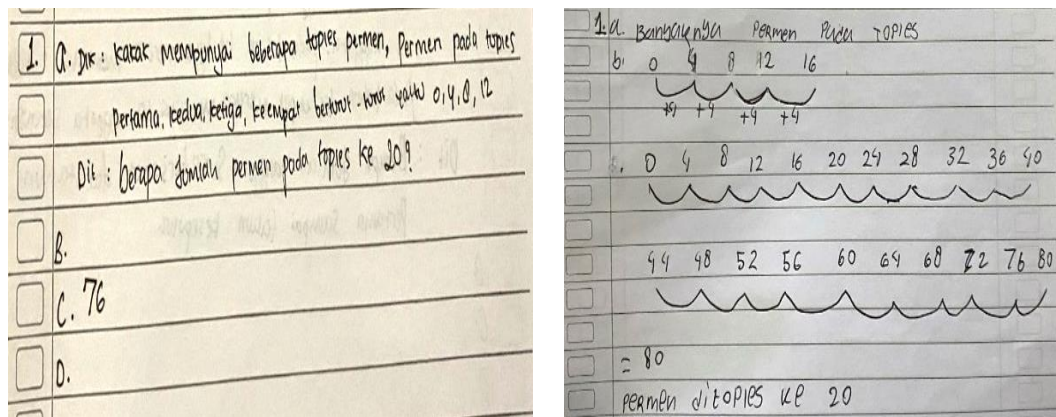 1. a. Dik : Kakak mempunyai beberapa toples permen, Permen pada toples
Pertama, kedua, ketiga, keempat berturut-turut yaitu 0, 4, 8, 12
Dit : berapa Jumlah permen pada toples ke 20?
B.
C. 76
D.
1. a. Banyaknya PERMEN Pada TOPlES
b. 0 4 8 12 16
+4 +4 +4 +4
0 4 8 12 16 20 24 28 32 36 40
44 48 52 56 60 64 68 72 76 80
= 80
PERMEn diTOPlES KE 20